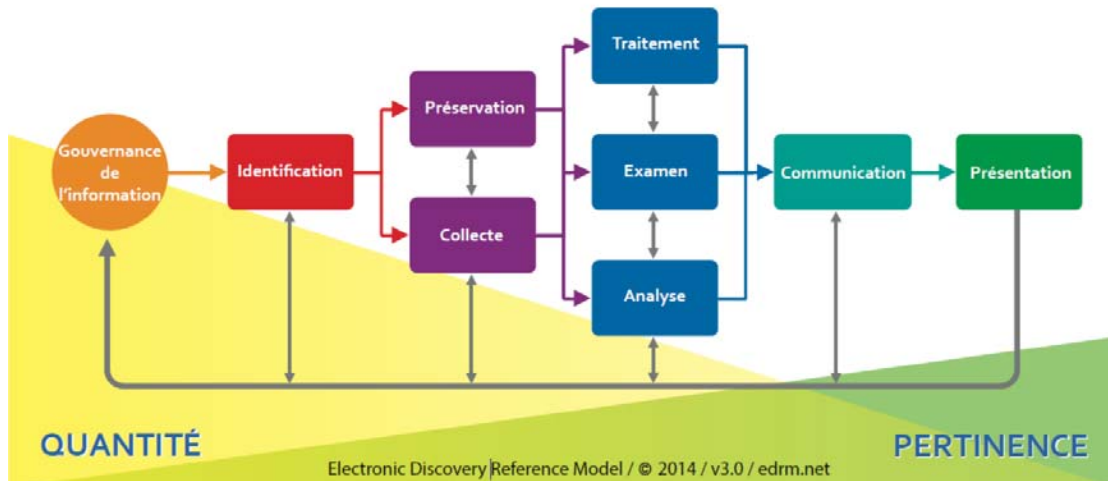 Gouvernance
de
l'information
Identification
Préservation
Collecte
Traitement
Examen
Analyse
Communication
Présentation
QUANTITÉ
PERTINENCE
Electronic Discovery Reference Model / © 2014 / v3.0 / edrm.net